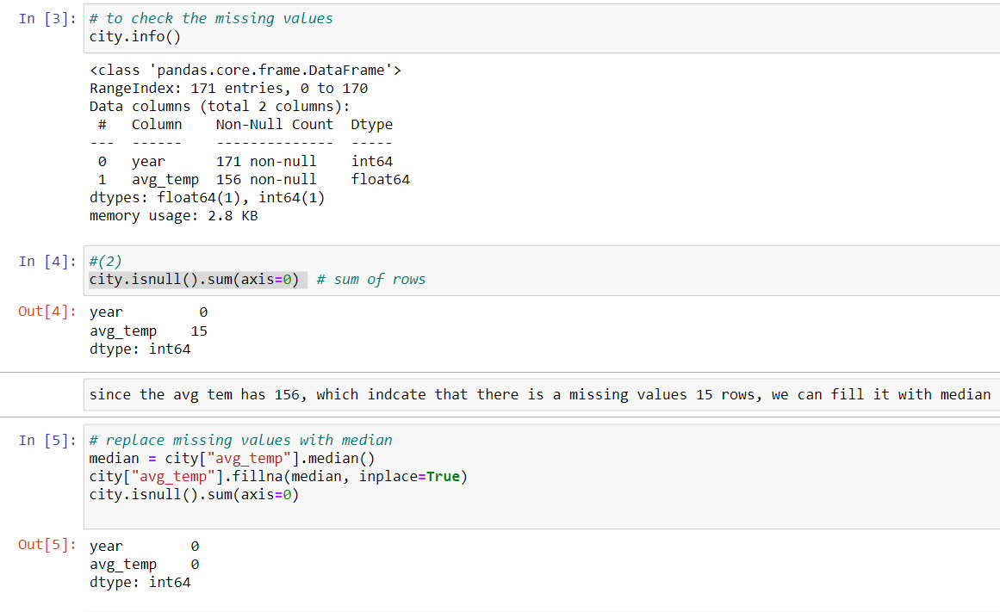 In [3]: # to check the missing values
city.info()
<class 'pandas.core.frame.DataFrame'>
RangeIndex: 171 entries, 0 to 170
Data columns (total 2 columns):
 #   Column    Non-Null Count  Dtype
---  ------    --------------  -----
 0   year      171 non-null    int64
 1   avg_temp  156 non-null    float64
dtypes: float64(1), int64(1)
memory usage: 2.8 KB
In [4]: #(2)
city.isnull().sum(axis=0)  # sum of rows
Out[4]: year         0
avg_temp    15
dtype: int64
since the avg tem has 156, which indcate that there is a missing values 15 rows, we can fill it with median
In [5]: # replace missing values with median
median = city["avg_temp"].median()
city["avg_temp"].fillna(median, inplace=True)
city.isnull().sum(axis=0)
Out[5]: year        0
avg_temp    0
dtype: int64